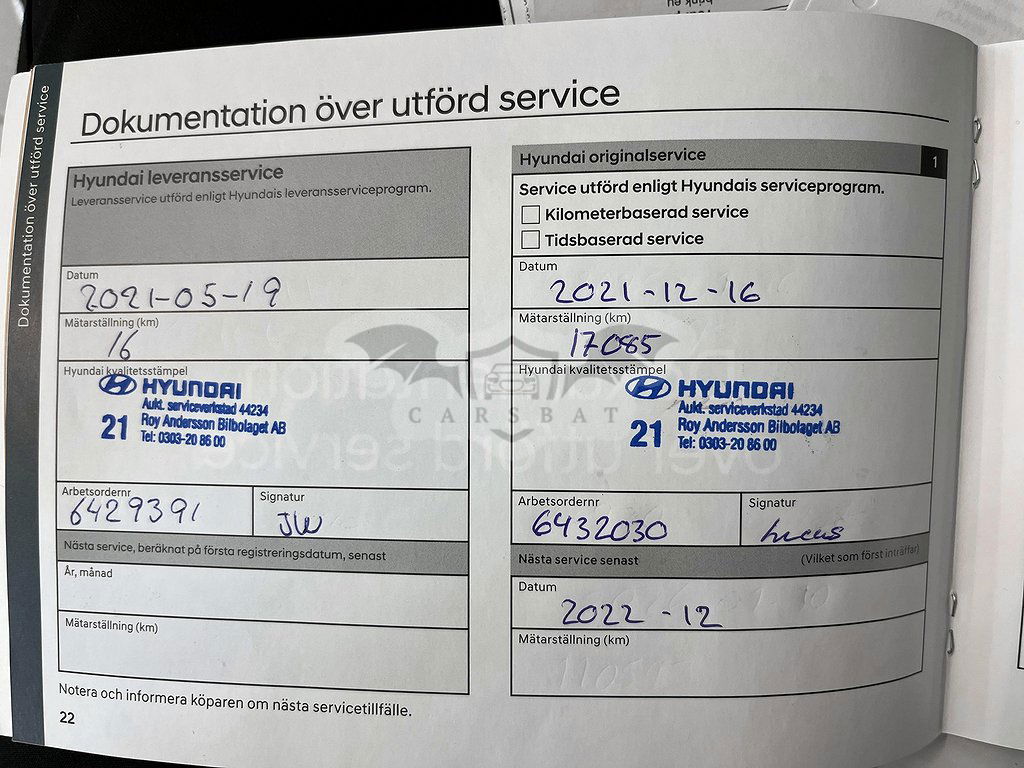 Dokumentation över utförd service
Dokumentation över utförd service
Hyundai leveransservice
Leveransservice utförd enligt Hyundais leveransserviceprogram.
Datum
2021-05-19
Mätarställning (km)
16
Hyundai kvalitetsstämpel
HYUNDAI
Aukt. serviceverkstad 44234
21 Roy Andersson Bilbolaget AB
Tel: 0303-20 86 00
Arbetsordernr
6429391
Signatur
JW
Nästa service, beräknat på första registreringsdatum, senast
År, månad
Mätarställning (km)
Notera och informera köparen om nästa servicetillfälle.
22
Hyundai originalservice
1
Service utförd enligt Hyundais serviceprogram.
Kilometerbaserad service
Tidsbaserad service
Datum
2021-12-16
Mätarställning (km)
17085
Hyundai kvalitetsstämpel
HYUNDAI
Aukt. serviceverkstad 44234
21 Roy Andersson Bilbolaget AB
Tel: 0303-20 86 00
Arbetsordernr
6432030
Signatur
Nästa service senast
(Vilket som först inträffar)
Datum
2022-12
Mätarställning (km)
CARSBAT